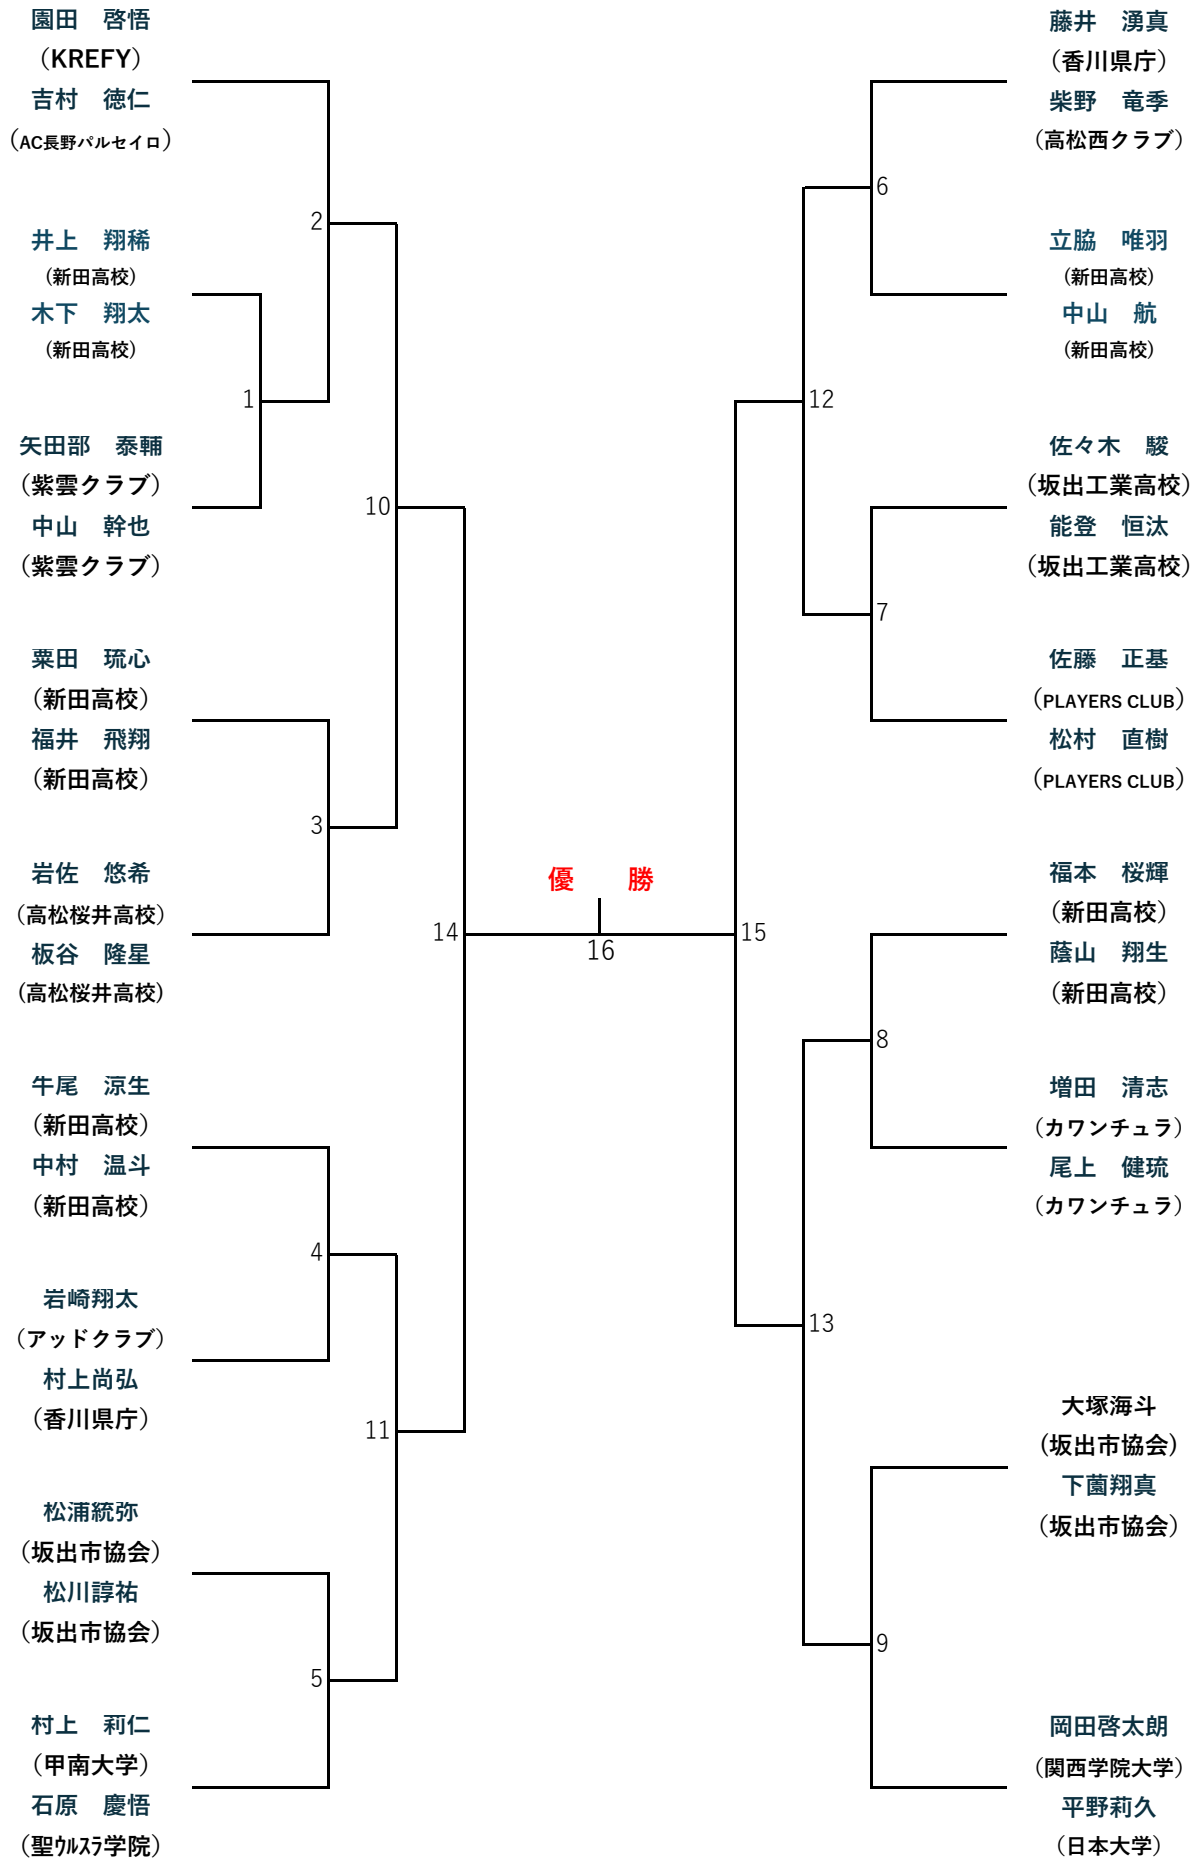 園田　啓悟
（KREFY）
吉村　徳仁
（AC長野パルセイロ）
2
井上　翔稀
（新田高校）
木下　翔太
（新田高校）
1
矢田部　泰輔
（紫雲クラブ）
中山　幹也
（紫雲クラブ）
10
粟田　琉心
（新田高校）
福井　飛翔
（新田高校）
3
岩佐　悠希
（高松桜井高校）
板谷　隆星
（高松桜井高校）
14
牛尾　涼生
（新田高校）
中村　温斗
（新田高校）
4
岩崎翔太
（アッドクラブ）
村上尚弘
（香川県庁）
11
松浦統弥
（坂出市協会）
松川諄祐
（坂出市協会）
5
村上　莉仁
（甲南大学）
石原　慶悟
（聖ｳﾙｽﾗ学院）
優　勝
16
藤井　湧真
（香川県庁）
柴野　竜季
（高松西クラブ）
6
立脇　唯羽
（新田高校）
中山　航
（新田高校）
12
佐々木　駿
（坂出工業高校）
能登　恒汰
（坂出工業高校）
7
佐藤　正基
（PLAYERS CLUB）
松村　直樹
（PLAYERS CLUB）
福本　桜輝
（新田高校）
蔭山　翔生
（新田高校）
15
8
増田　清志
（カワンチュラ）
尾上　健琉
（カワンチュラ）
13
大塚海斗
（坂出市協会）
下薗翔真
（坂出市協会）
9
岡田啓太朗
（関西学院大学）
平野莉久
（日本大学）